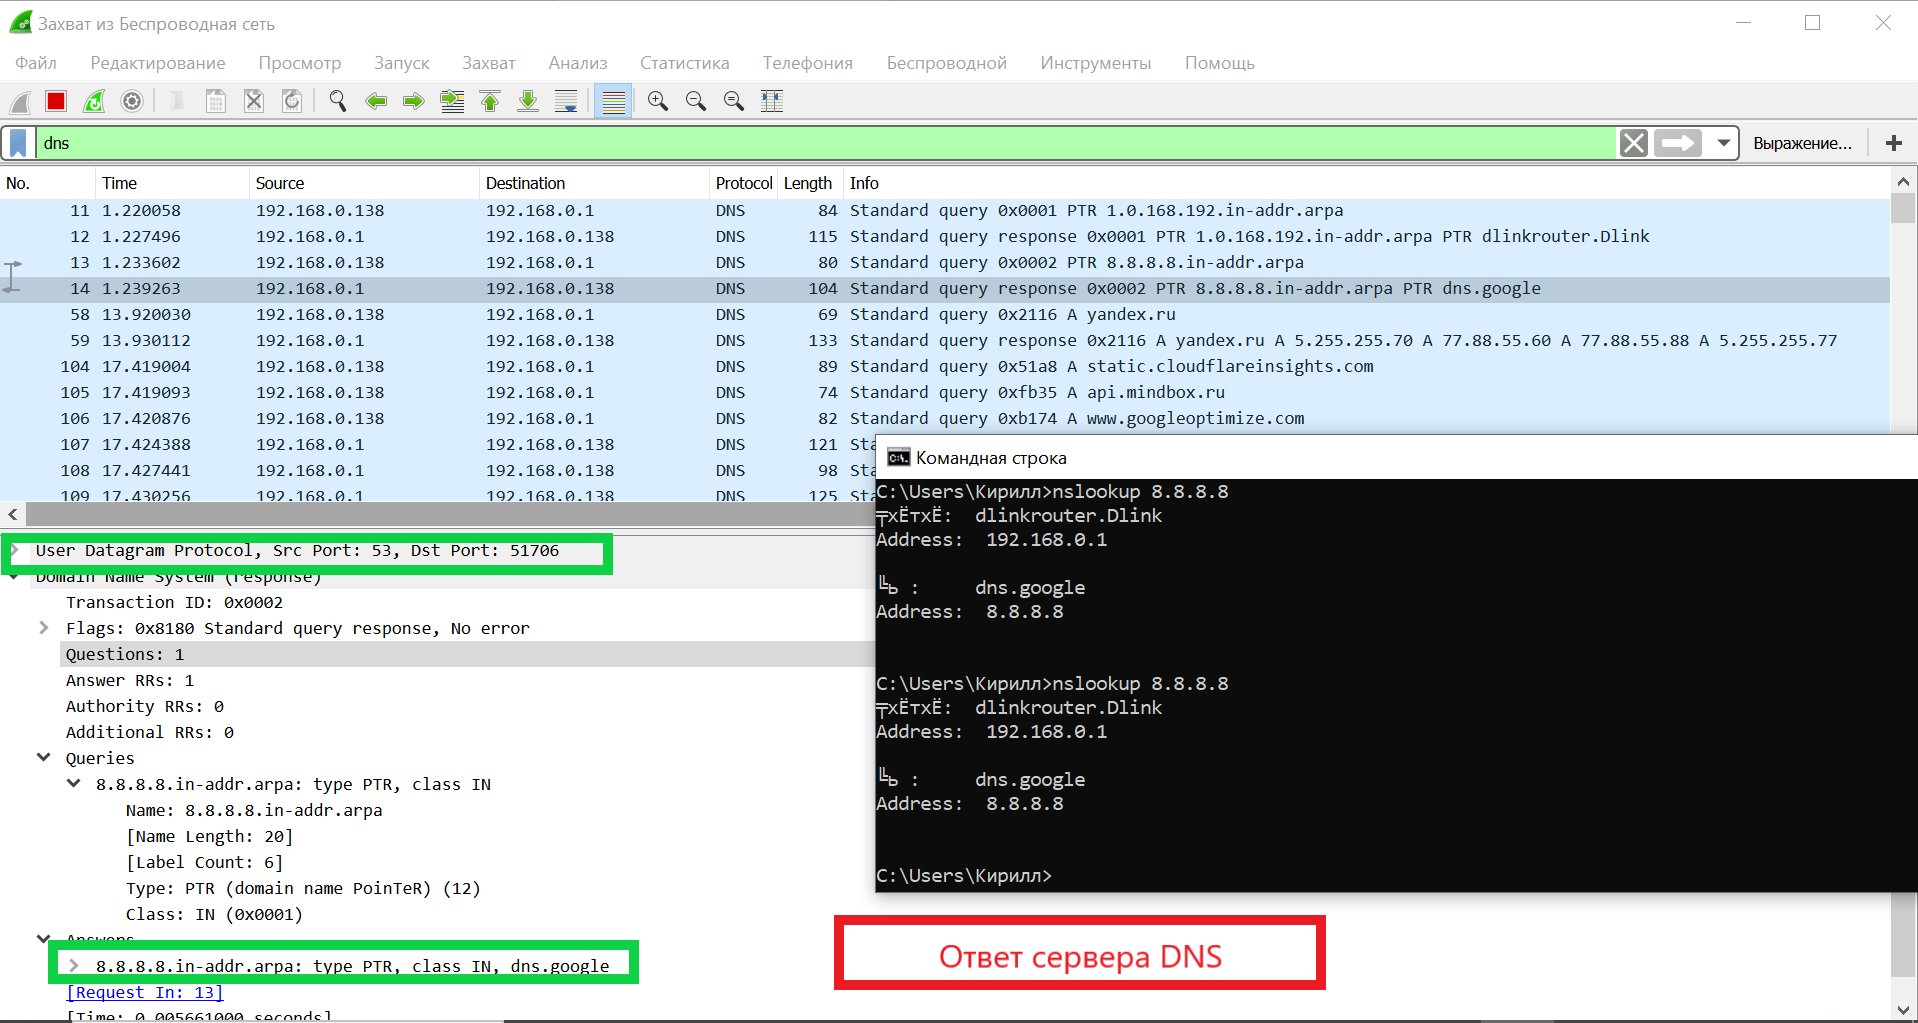 Захват из Беспроводная сеть
Файл Редактирование Просмотр Запуск Захват Анализ Статистика Телефония Беспроводной Инструменты Помощь
dns Выражение... +
No. Time Source Destination Protocol Length Info
11 1.220058 192.168.0.138 192.168.0.1 DNS 84 Standard query 0x0001 PTR 1.0.168.192.in-addr.arpa
12 1.227496 192.168.0.1 192.168.0.138 DNS 115 Standard query response 0x0001 PTR 1.0.168.192.in-addr.arpa PTR dlinkrouter.Dlink
13 1.233602 192.168.0.138 192.168.0.1 DNS 80 Standard query 0x0002 PTR 8.8.8.8.in-addr.arpa
14 1.239263 192.168.0.1 192.168.0.138 DNS 104 Standard query response 0x0002 PTR 8.8.8.8.in-addr.arpa PTR dns.google
58 13.920030 192.168.0.138 192.168.0.1 DNS 69 Standard query 0x2116 A yandex.ru
59 13.930112 192.168.0.1 192.168.0.138 DNS 133 Standard query response 0x2116 A yandex.ru A 5.255.255.70 A 77.88.55.60 A 77.88.55.88 A 5.255.255.77
104 17.419004 192.168.0.138 192.168.0.1 DNS 89 Standard query 0x51a8 A static.cloudflareinsights.com
105 17.419093 192.168.0.138 192.168.0.1 DNS 74 Standard query 0xfb35 A api.mindbox.ru
106 17.420876 192.168.0.138 192.168.0.1 DNS 82 Standard query 0xb174 A www.googleoptimize.com
107 17.424388 192.168.0.1 192.168.0.138 DNS 121 Sta
108 17.427441 192.168.0.1 192.168.0.138 DNS 98 Sta
109 17.430256 192.168.0.1 192.168.0.138 DNS 125 Sta
User Datagram Protocol, Src Port: 53, Dst Port: 51706
Domain Name System (response)
Transaction ID: 0x0002
Flags: 0x8180 Standard query response, No error
Questions: 1
Answer RRs: 1
Authority RRs: 0
Additional RRs: 0
Queries
8.8.8.8.in-addr.arpa: type PTR, class IN
Name: 8.8.8.8.in-addr.arpa
[Name Length: 20]
[Label Count: 6]
Type: PTR (domain name PoinTeR) (12)
Class: IN (0x0001)
Answers
8.8.8.8.in-addr.arpa: type PTR, class IN, dns.google
[Request In: 13]
[Time: 0.005661000 seconds]
Командная строка
C:\Users\Кирилл>nslookup 8.8.8.8
╤хЁтхЁ: dlinkrouter.Dlink
Address: 192.168.0.1
╚ь : dns.google
Address: 8.8.8.8
C:\Users\Кирилл>nslookup 8.8.8.8
╤хЁтхЁ: dlinkrouter.Dlink
Address: 192.168.0.1
╚ь : dns.google
Address: 8.8.8.8
C:\Users\Кирилл>
Ответ сервера DNS